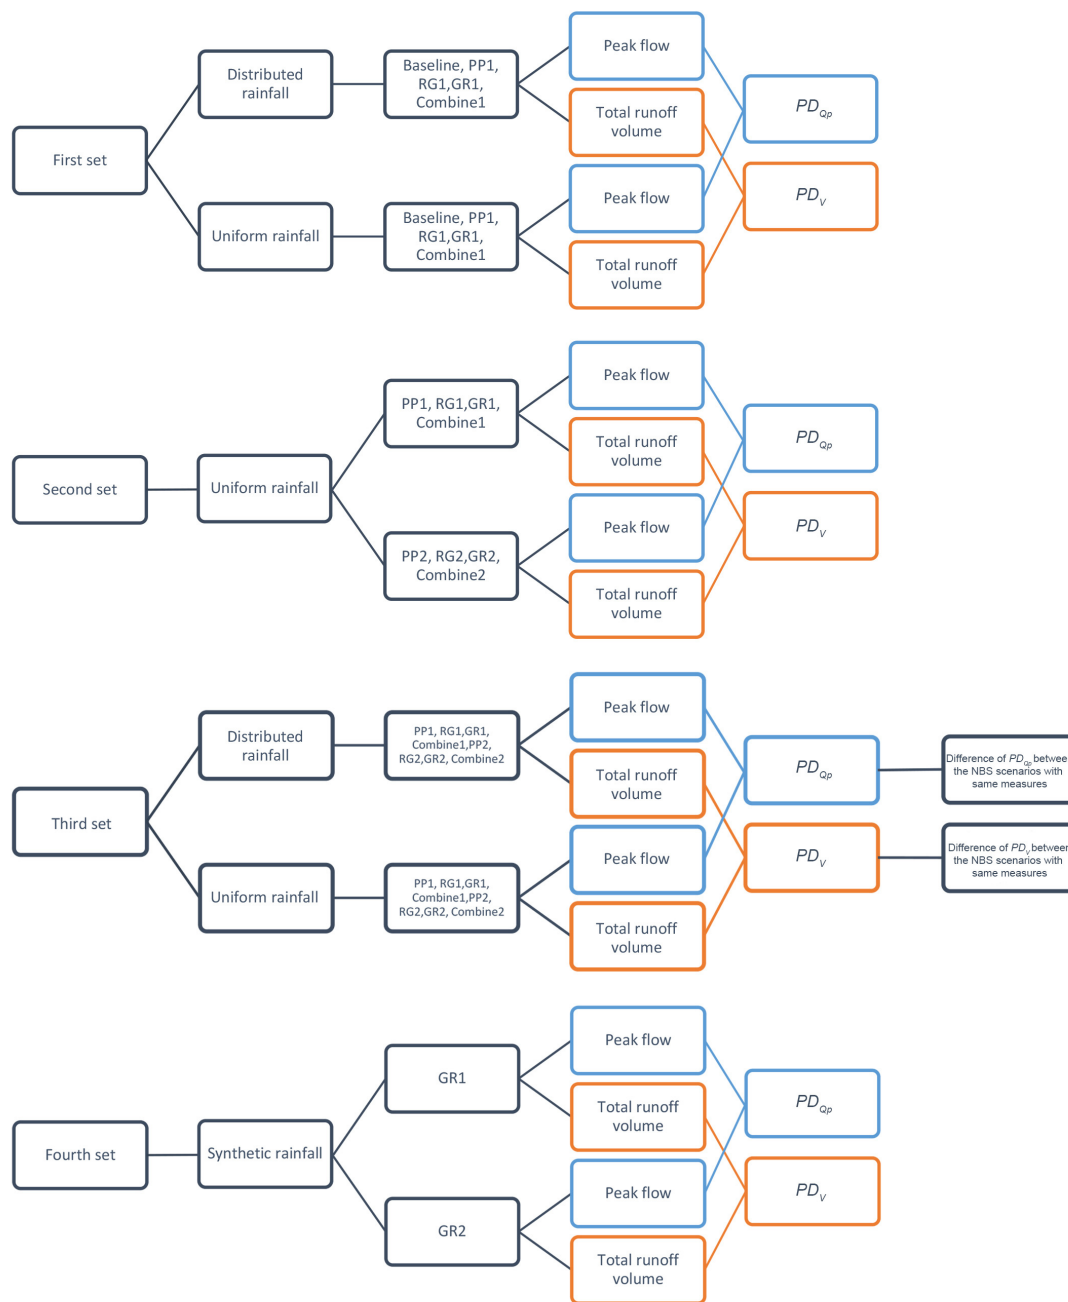 First set
Distributed
rainfall
Baseline, PP1,
RG1,GR1,
Combine1
Peak flow
Total runoff
volume
PD_Qp
Uniform rainfall
Baseline, PP1,
RG1,GR1,
Combine1
Peak flow
Total runoff
volume
PD_V
Second set
Uniform rainfall
PP1, RG1,GR1,
Combine1
Peak flow
Total runoff
volume
PD_Qp
PP2, RG2,GR2,
Combine2
Peak flow
Total runoff
volume
PD_V
Third set
Distributed
rainfall
PP1, RG1,GR1,
Combine1,PP2,
RG2,GR2, Combine2
Peak flow
Total runoff
volume
PD_Qp
Difference of PD_Qp between
the NBS scenarios with
same measures
Uniform rainfall
PP1, RG1,GR1,
Combine1,PP2,
RG2,GR2, Combine2
Peak flow
Total runoff
volume
PD_V
Difference of PD_V between
the NBS scenarios with
same measures
Fourth set
Synthetic rainfall
GR1
Peak flow
Total runoff
volume
PD_Qp
GR2
Peak flow
Total runoff
volume
PD_V